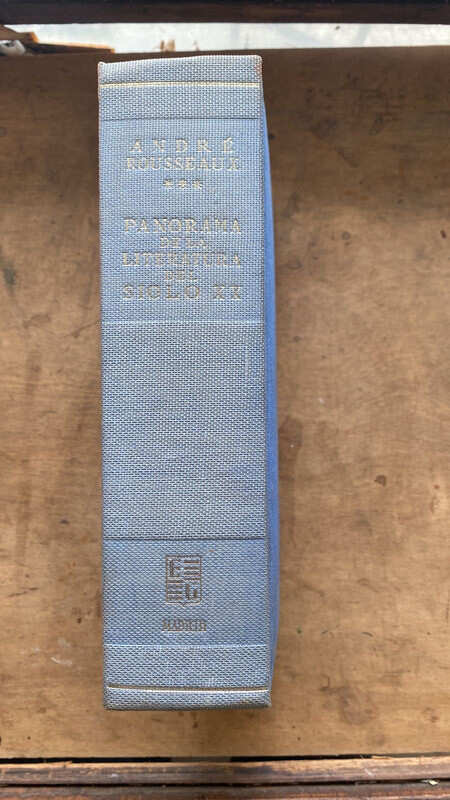 ANDRÉ
ROUSSEAUX
***
PANORAMA
DE LA
LITERATURA
DEL
SIGLO XX
MADRID